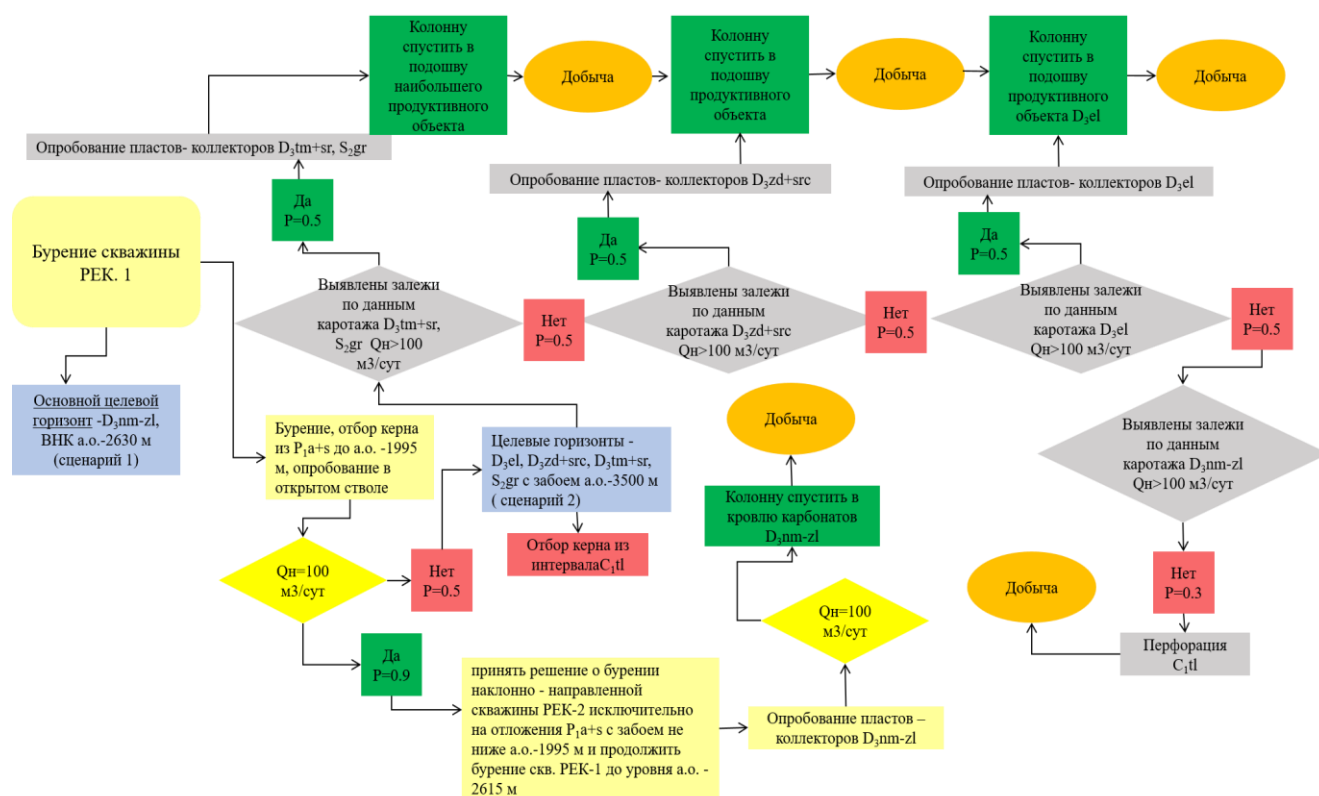 Колонну
спустить в
подошву
наибольшего
продуктивного
объекта
Добыча
Колонну
спустить в
подошву
продуктивного
объекта
Добыча
Колонну
спустить в
подошву
продуктивного
объекта D₃el
Добыча
Опробование пластов- коллекторов D₃tm+sr, S₂gr
Опробование пластов- коллекторов D₃zd+src
Опробование пластов- коллекторов D₃el
Да
P=0.5
Да
P=0.5
Да
P=0.5
Бурение скважины
РЕК. 1
Выявлены залежи
по данным
каротажа D₃tm+sr,
S₂gr Qн>100
м3/сут
Нет
P=0.5
Выявлены залежи
по данным
каротажа D₃zd+src
Qн>100 м3/сут
Нет
P=0.5
Выявлены залежи
по данным
каротажа D₃el
Qн>100 м3/сут
Нет
P=0.5
Основной целевой
горизонт -D₃nm-zl,
ВНК а.о.-2630 м
(сценарий 1)
Бурение, отбор керна
из P₁a+s до а.о. -1995
м, опробование в
открытом стволе
Целевые горизонты -
D₃el, D₃zd+src, D₃tm+sr,
S₂gr с забоем а.о.-3500 м
( сценарий 2)
Добыча
Выявлены залежи
по данным
каротажа D₃nm-zl
Qн>100 м3/сут
Колонну спустить в
кровлю карбонатов
D₃nm-zl
Отбор керна из
интервалаC₁tl
Qн=100
м3/сут
Нет
P=0.5
Qн=100
м3/сут
Добыча
Нет
P=0.3
Перфорация
C₁tl
Да
P=0.9
принять решение о бурении
наклонно - направленной
скважины РЕК-2 исключительно
на отложения P₁a+s с забоем не
ниже а.о.-1995 м и продолжить
бурение скв. РЕК-1 до уровня а.о. -
2615 м
Опробование пластов –
коллекторов D₃nm-zl